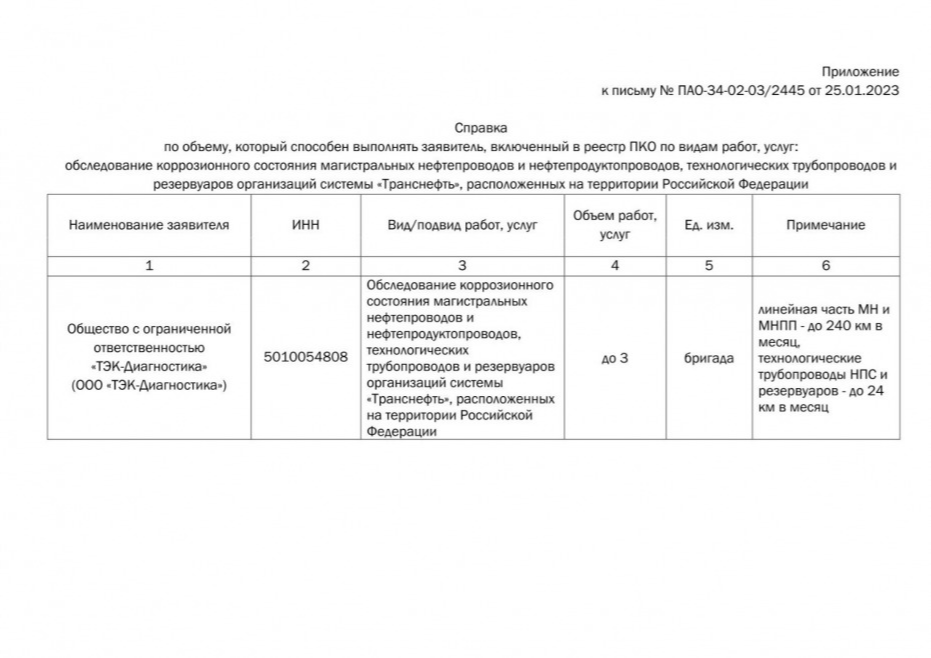 Приложение
к письму № ПАО-34-02-03/2445 от 25.01.2023
Справка
по объему, который способен выполнять заявитель, включенный в реестр ПКО по видам работ, услуг:
обследование коррозионного состояния магистральных нефтепроводов и нефтепродуктопроводов, технологических трубопроводов и
резервуаров организаций системы «Транснефть», расположенных на территории Российской Федерации
Наименование заявителя
ИНН
Вид/подвид работ, услуг
Объем работ,
услуг
Ед. изм.
Примечание
1
2
3
4
5
6
Общество с ограниченной
ответственностью
«ТЭК-Диагностика»
(ООО «ТЭК-Диагностика»)
5010054808
Обследование коррозионного
состояния магистральных
нефтепроводов и
нефтепродуктопроводов,
технологических
трубопроводов и резервуаров
организаций системы
«Транснефть», расположенных
на территории Российской
Федерации
до 3
бригада
линейная часть МН и
МНПП - до 240 км в
месяц,
технологические
трубопроводы НПС и
резервуаров - до 24
км в месяц